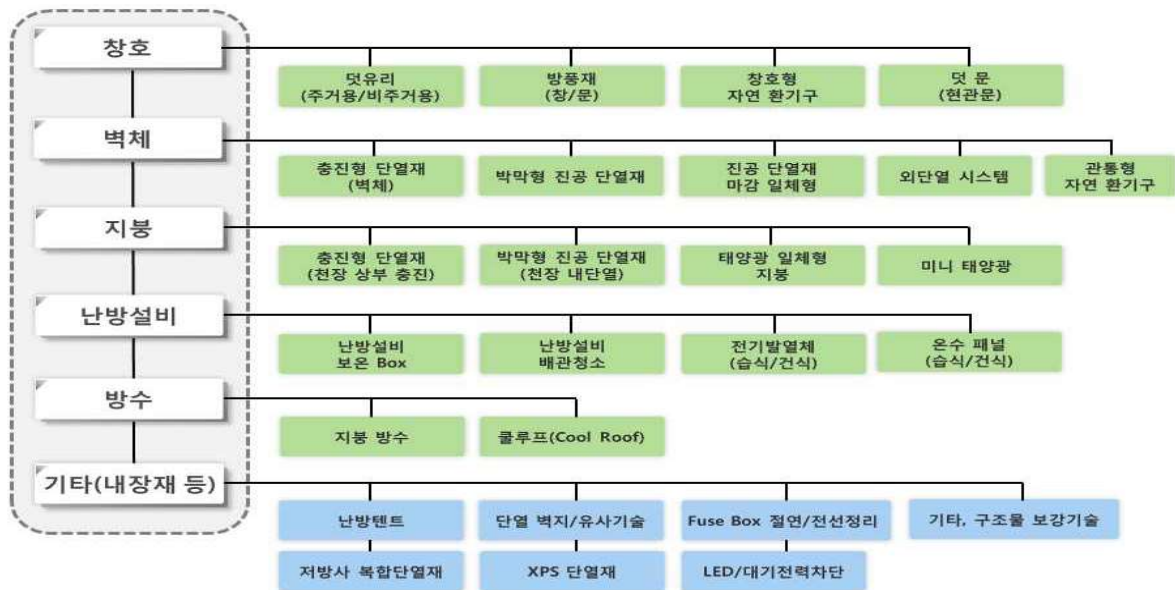 창호
덧유리
(주거용/비주거용)
방풍재
(창/문)
창호형
자연 환기구
덧 문
(현관문)
벽체
충진형 단열재
(벽체)
박막형 진공 단열재
진공 단열재
마감 일체형
외단열 시스템
관통형
자연 환기구
지붕
충진형 단열재
(천장 상부 충진)
박막형 진공 단열재
(천장 내단열)
태양광 일체형
지붕
미니 태양광
난방설비
난방설비
보온 Box
난방설비
배관청소
전기발열체
(습식/건식)
온수 패널
(습식/건식)
방수
지붕 방수
쿨루프(Cool Roof)
기타(내장재 등)
난방텐트
단열 벽지/유사기술
Fuse Box 절연/전선정리
기타, 구조물 보강기술
저방사 복합단열재
XPS 단열재
LED/대기전력차단